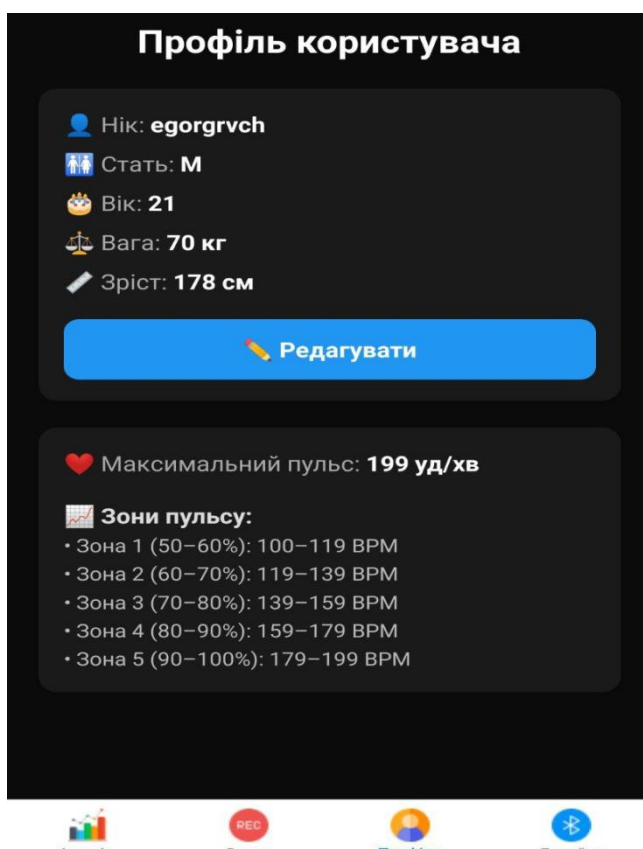 Профіль користувача
Нік: egorgrvch
Стать: М
Вік: 21
Вага: 70 кг
Зріст: 178 см
Редагувати
Максимальний пульс: 199 уд/хв
Зони пульсу:
• Зона 1 (50–60%): 100–119 BPM
• Зона 2 (60–70%): 119–139 BPM
• Зона 3 (70–80%): 139–159 BPM
• Зона 4 (80–90%): 159–179 BPM
• Зона 5 (90–100%): 179–199 BPM
REC